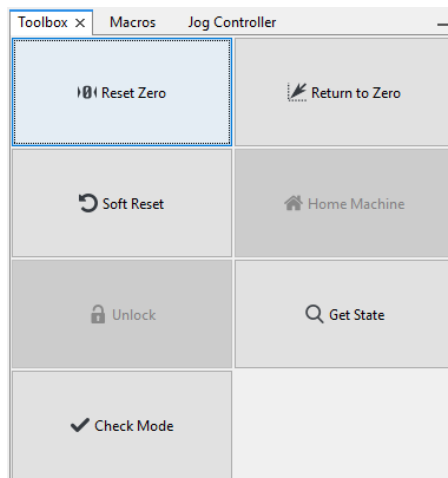 Toolbox
Macros
Jog Controller
Reset Zero
Return to Zero
Soft Reset
Home Machine
Unlock
Get State
Check Mode